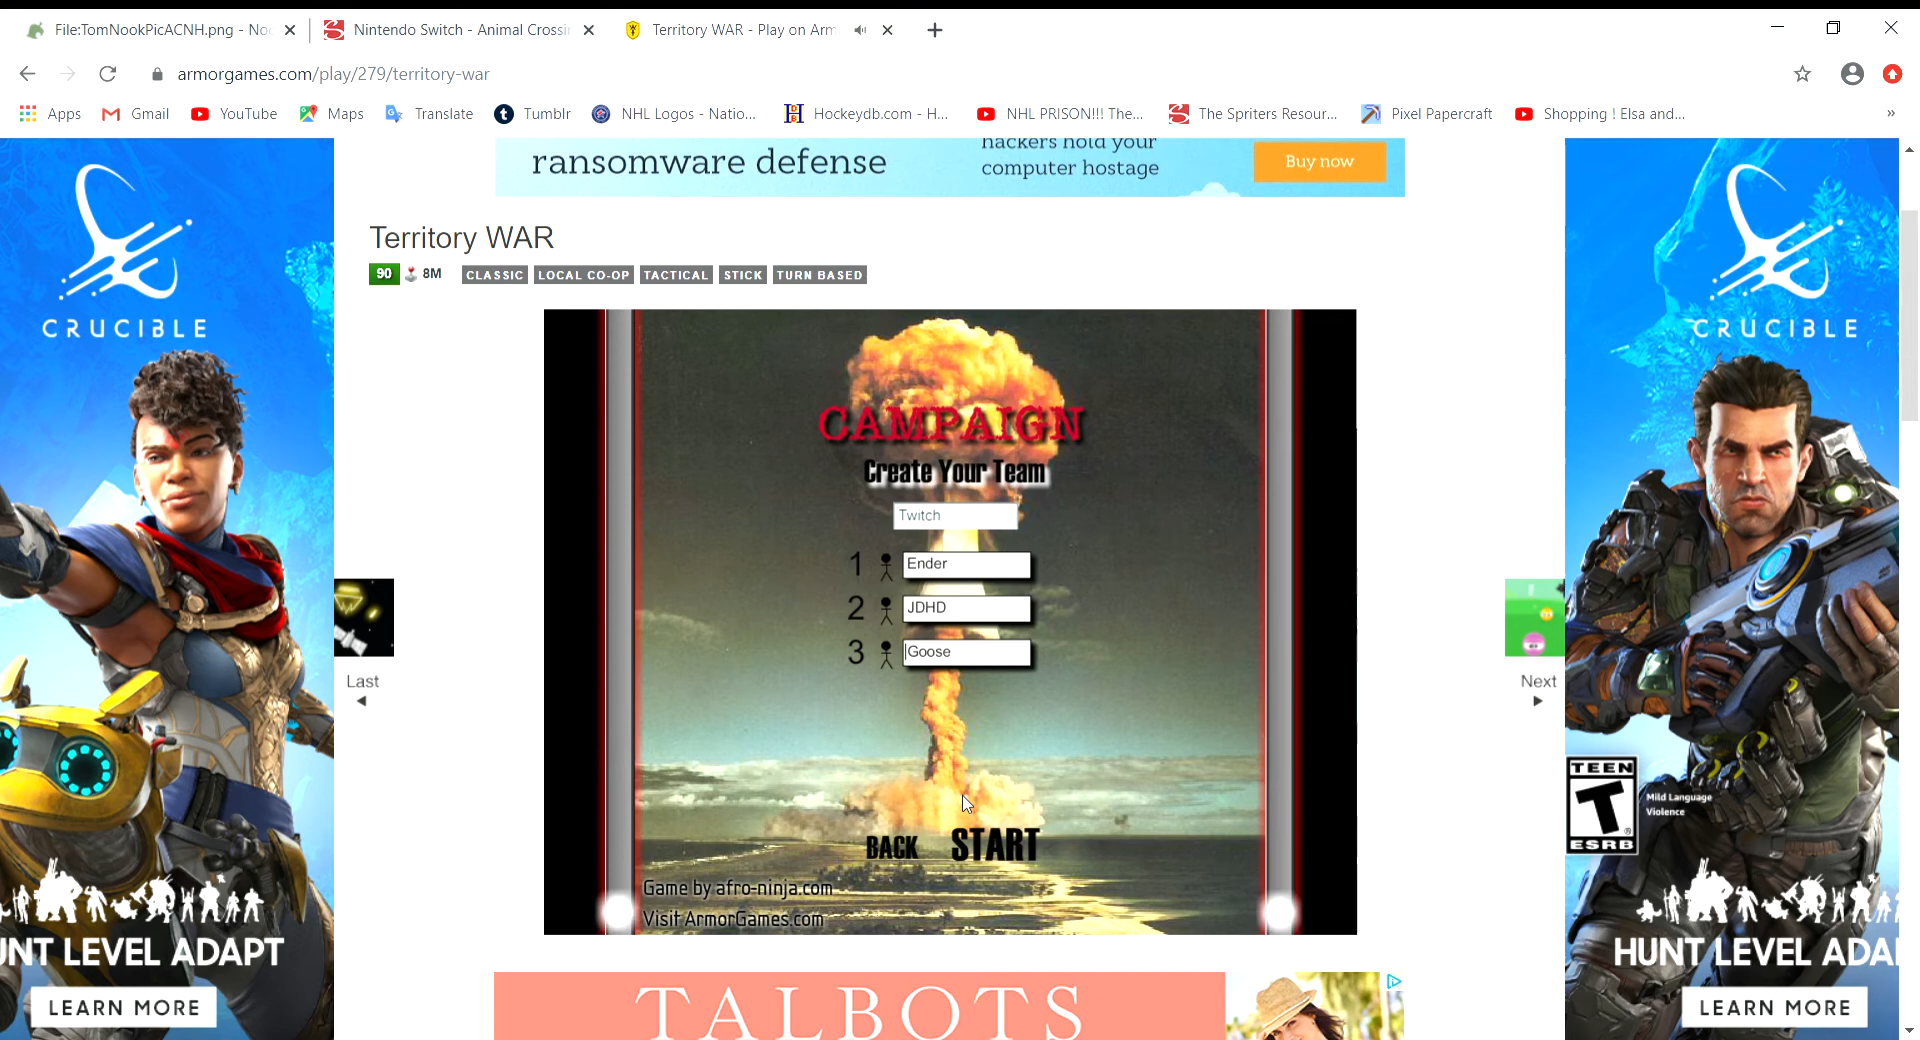 File:TomNookPicACNH.png - Noo
Nintendo Switch - Animal Crossin
Territory WAR - Play on Arm
armorgames.com/play/279/territory-war
Apps
Gmail
YouTube
Maps
Translate
Tumblr
NHL Logos - Natio...
Hockeydb.com - H...
NHL PRISON!!! The...
The Spriters Resour...
Pixel Papercraft
Shopping ! Elsa and...
»
ransomware defense
hackers hold your
computer hostage
Buy now
CRUCIBLE
Territory WAR
90 8M CLASSIC LOCAL CO-OP TACTICAL STICK TURN BASED
CAMPAIGN
Create Your Team
Twitch
1 Ender
2 JDHD
3 Goose
BACK START
Game by afro-ninja.com
Visit ArmorGames.com
Last
Next
UNT LEVEL ADAPT
LEARN MORE
CRUCIBLE
TEEN
T
ESRB
Mild Language
Violence
HUNT LEVEL ADA
LEARN MORE
TALBOTS